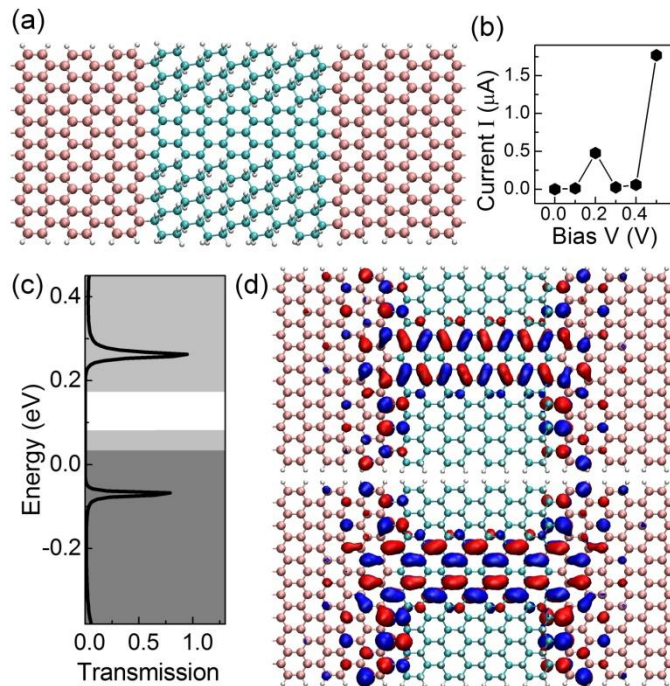 (a)
(b)
1.5
1.0
0.5
0.0
Current I (μA)
0.0 0.2 0.4
Bias V (V)
(c)
0.4
0.2
0.0
-0.2
Energy (eV)
0.0 0.5 1.0
Transmission
(d)